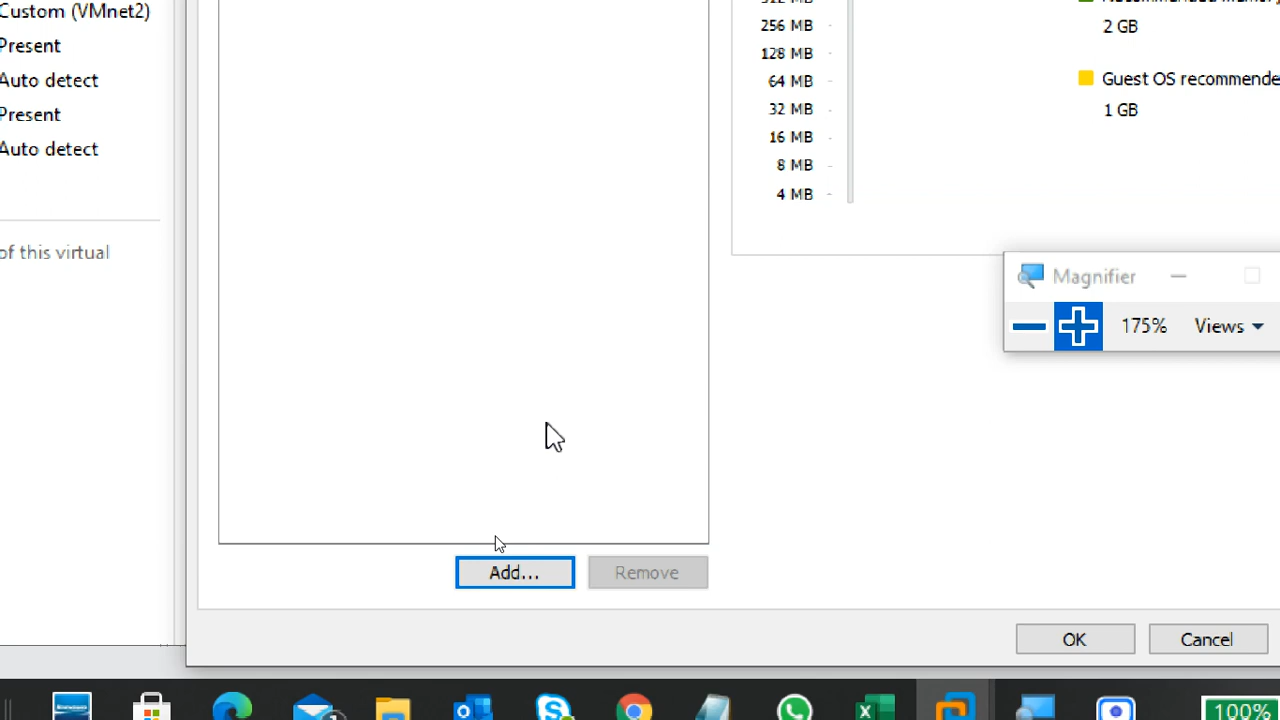 Custom (VMnet2)
Present
Auto detect
Present
Auto detect
of this virtual
256 MB
128 MB
64 MB
32 MB
16 MB
8 MB
4 MB
2 GB
Guest OS recommende
1 GB
Magnifier
175%
Views
Add...
Remove
OK
Cancel
100%